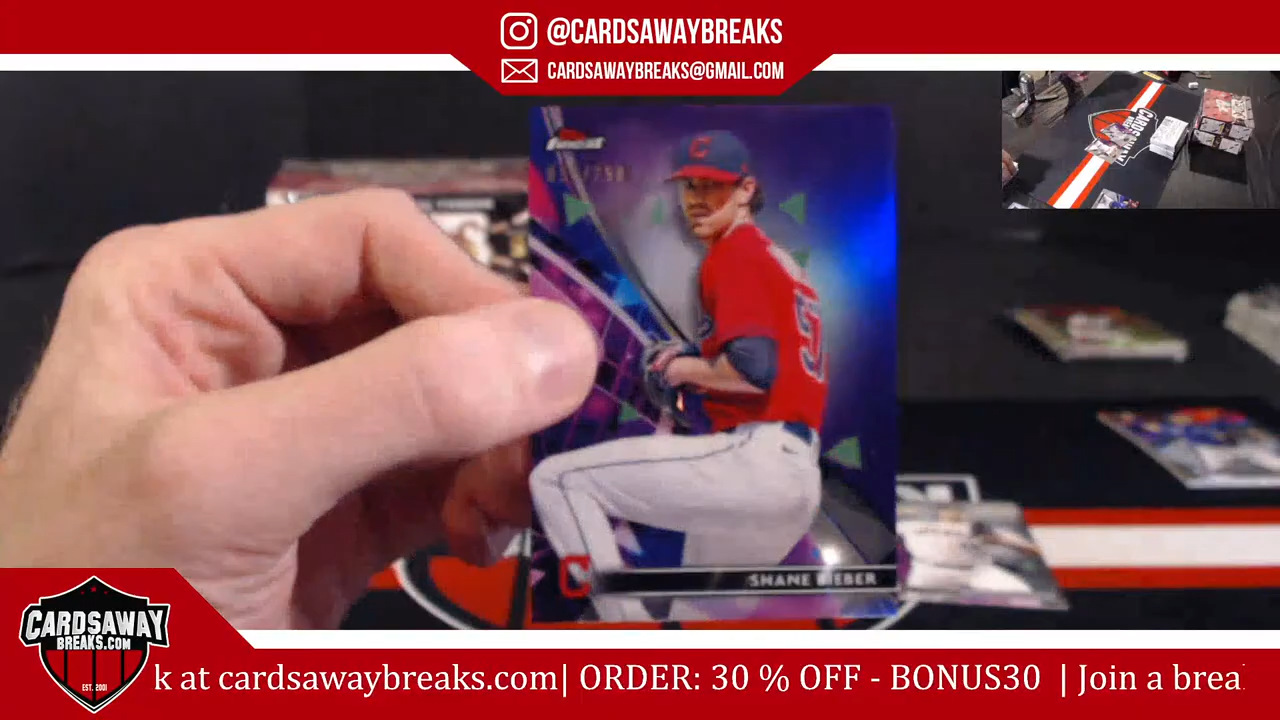 @CARDSAWAYBREAKS
CARDSAWAYBREAKS@GMAIL.COM
Finest
SHANE BIEBER
CARDSAWAY
BREAKS.COM
EST. 2001
k at cardsawaybreaks.com| ORDER: 30 % OFF - BONUS30 | Join a brea